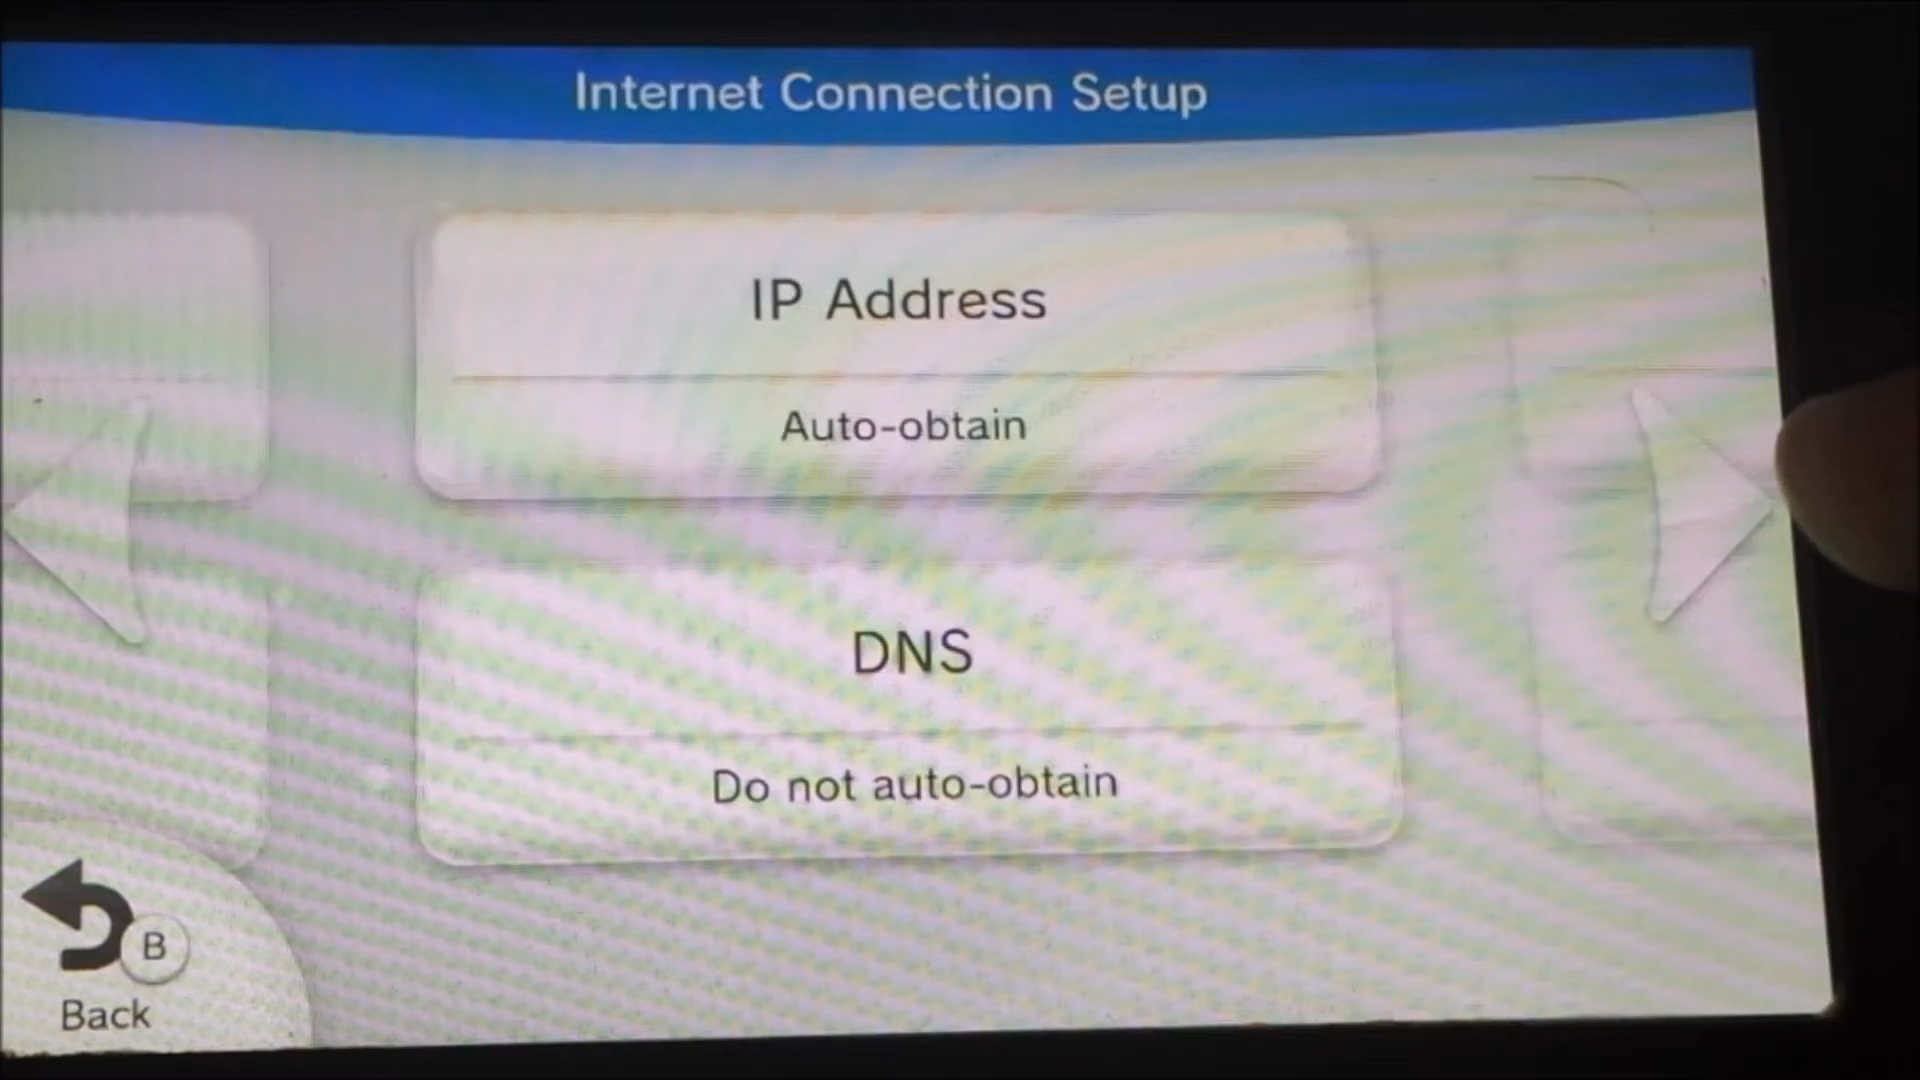 Internet Connection Setup
IP Address
Auto-obtain
DNS
Do not auto-obtain
B
Back